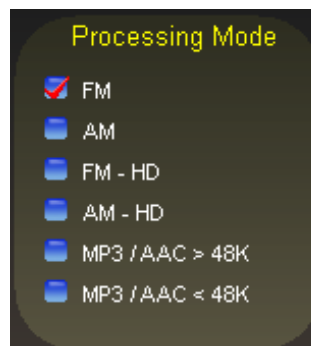 Processing Mode
FM
AM
FM - HD
AM - HD
MP3 / AAC > 48K
MP3 / AAC < 48K